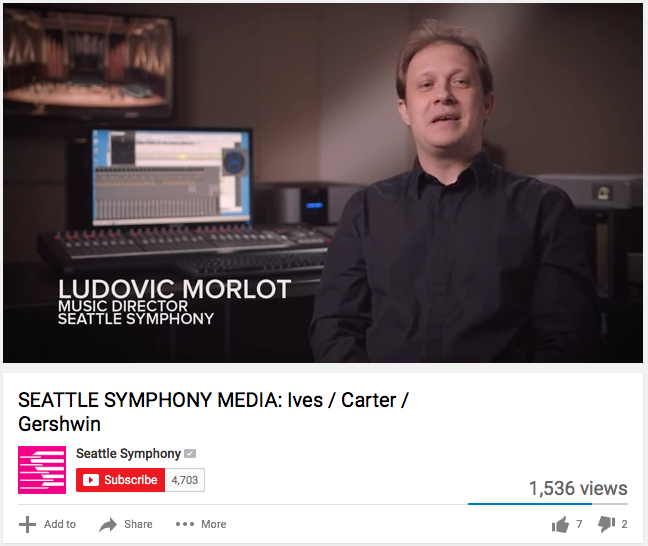 LUDOVIC MORLOT
MUSIC DIRECTOR
SEATTLE SYMPHONY
SEATTLE SYMPHONY MEDIA: Ives / Carter /
Gershwin
Seattle Symphony
Subscribe 4,703
1,536 views
Add to Share More 7 2